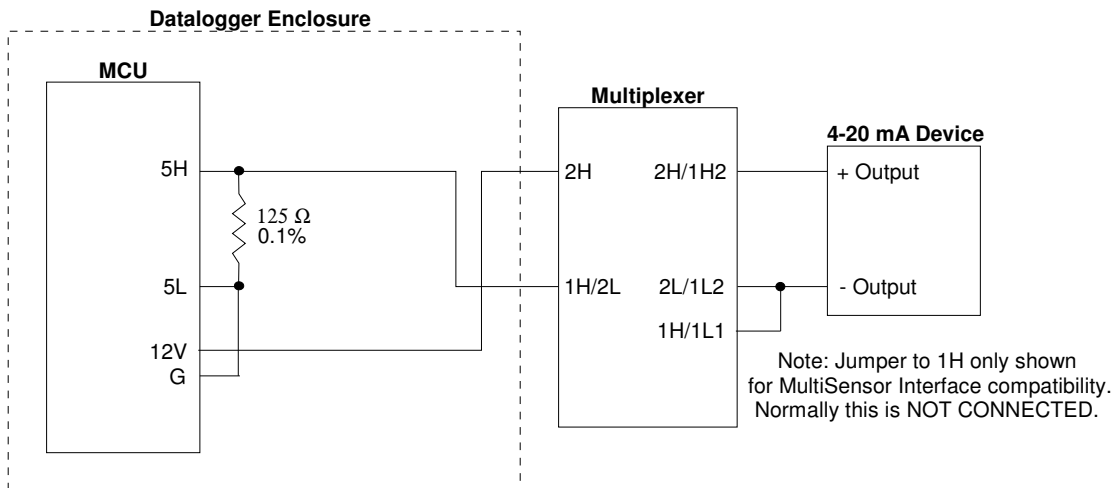 Datalogger Enclosure
MCU
5H
125 Ω
0.1%
5L
12V
G
Multiplexer
2H
2H/1H2
1H/2L
2L/1L2
1H/1L1
4-20 mA Device
+ Output
- Output
Note: Jumper to 1H only shown
for MultiSensor Interface compatibility.
Normally this is NOT CONNECTED.